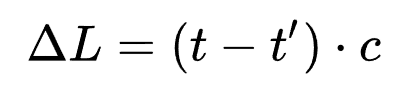 ΔL = (t − t′) · c